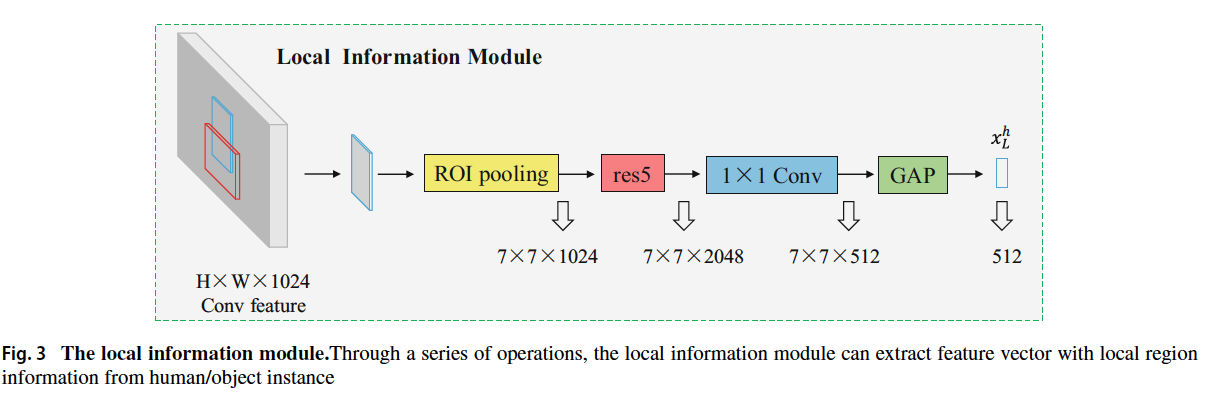 Local Information Module
x_L^h
ROI pooling
res5
1×1 Conv
GAP
7×7×1024
7×7×2048
7×7×512
512
H×W×1024
Conv feature
Fig. 3 The local information module.Through a series of operations, the local information module can extract feature vector with local region
information from human/object instance